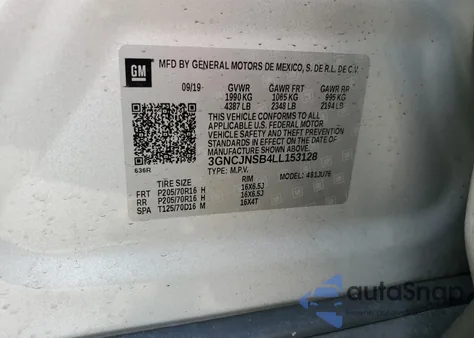 GM
MFD BY GENERAL MOTORS DE MEXICO, S. DE R.L. DE C.V.
09/19 GVWR GAWR FRT GAWR RR
1990 KG 1065 KG 995 KG
4387 LB 2348 LB 2194 LB
THIS VEHICLE CONFORMS TO ALL
APPLICABLE U.S. FEDERAL MOTOR
VEHICLE SAFETY AND THEFT PREVENTION
STANDARDS IN EFFECT ON THE DATE OF
MANUFACTURE SHOWN ABOVE.
3GNCJNSB4LL153128
TYPE: M.P.V. MODEL: 4B1JU76
636R
TIRE SIZE RIM
FRT P205/70R16 H 16X6.5J
RR P205/70R16 H 16X6.5J
SPA T125/70D16 M 16X4T
autoSnap